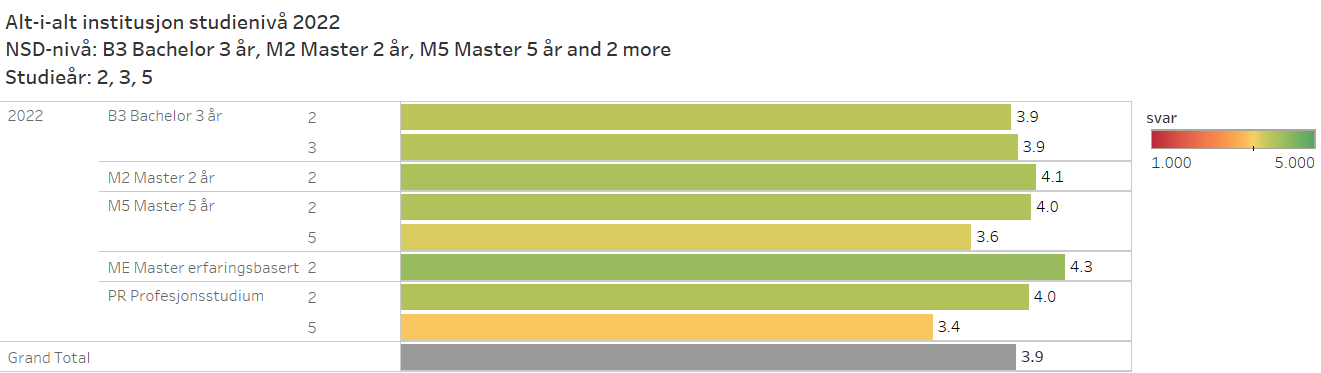 Alt-i-alt institusjon studienivå 2022
NSD-nivå: B3 Bachelor 3 år, M2 Master 2 år, M5 Master 5 år and 2 more
Studieår: 2, 3, 5
2022 B3 Bachelor 3 år 2 3.9
3 3.9
M2 Master 2 år 2 4.1
M5 Master 5 år 2 4.0
5 3.6
ME Master erfaringsbasert 2 4.3
PR Profesjonsstudium 2 4.0
5 3.4
Grand Total 3.9
svar
1.000 5.000